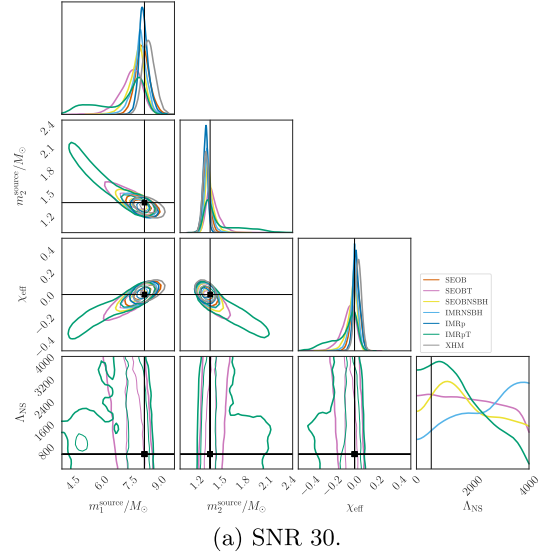 m₂^source/M⊙
2.4
2.1
1.8
1.5
1.2
χeff
0.4
0.2
0.0
−0.2
−0.4
Λ_NS
4000
3200
2400
1600
800
4.5 6.0 7.5 9.0
m₁^source/M⊙
1.2 1.5 1.8 2.1 2.4
m₂^source/M⊙
−0.4 −0.2 0.0 0.2 0.4
χeff
0 2000 4000
Λ_NS
SEOB
SEOBT
SEOBNSBH
IMRNSBH
IMRp
IMRpT
XHM
(a) SNR 30.